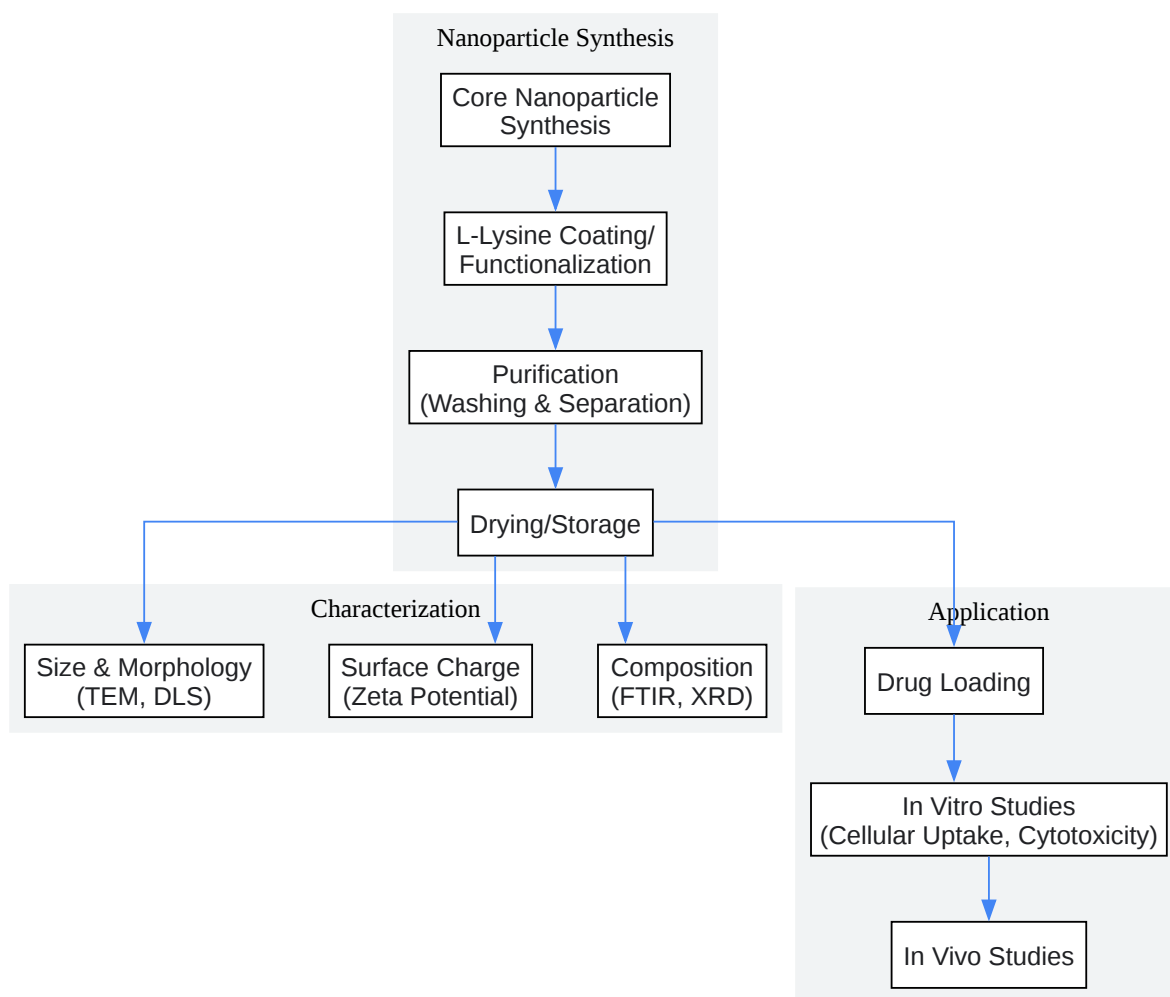 Nanoparticle Synthesis
Core Nanoparticle
Synthesis
L-Lysine Coating/
Functionalization
Purification
(Washing & Separation)
Drying/Storage
Characterization
Size & Morphology
(TEM, DLS)
Surface Charge
(Zeta Potential)
Composition
(FTIR, XRD)
Application
Drug Loading
In Vitro Studies
(Cellular Uptake, Cytotoxicity)
In Vivo Studies